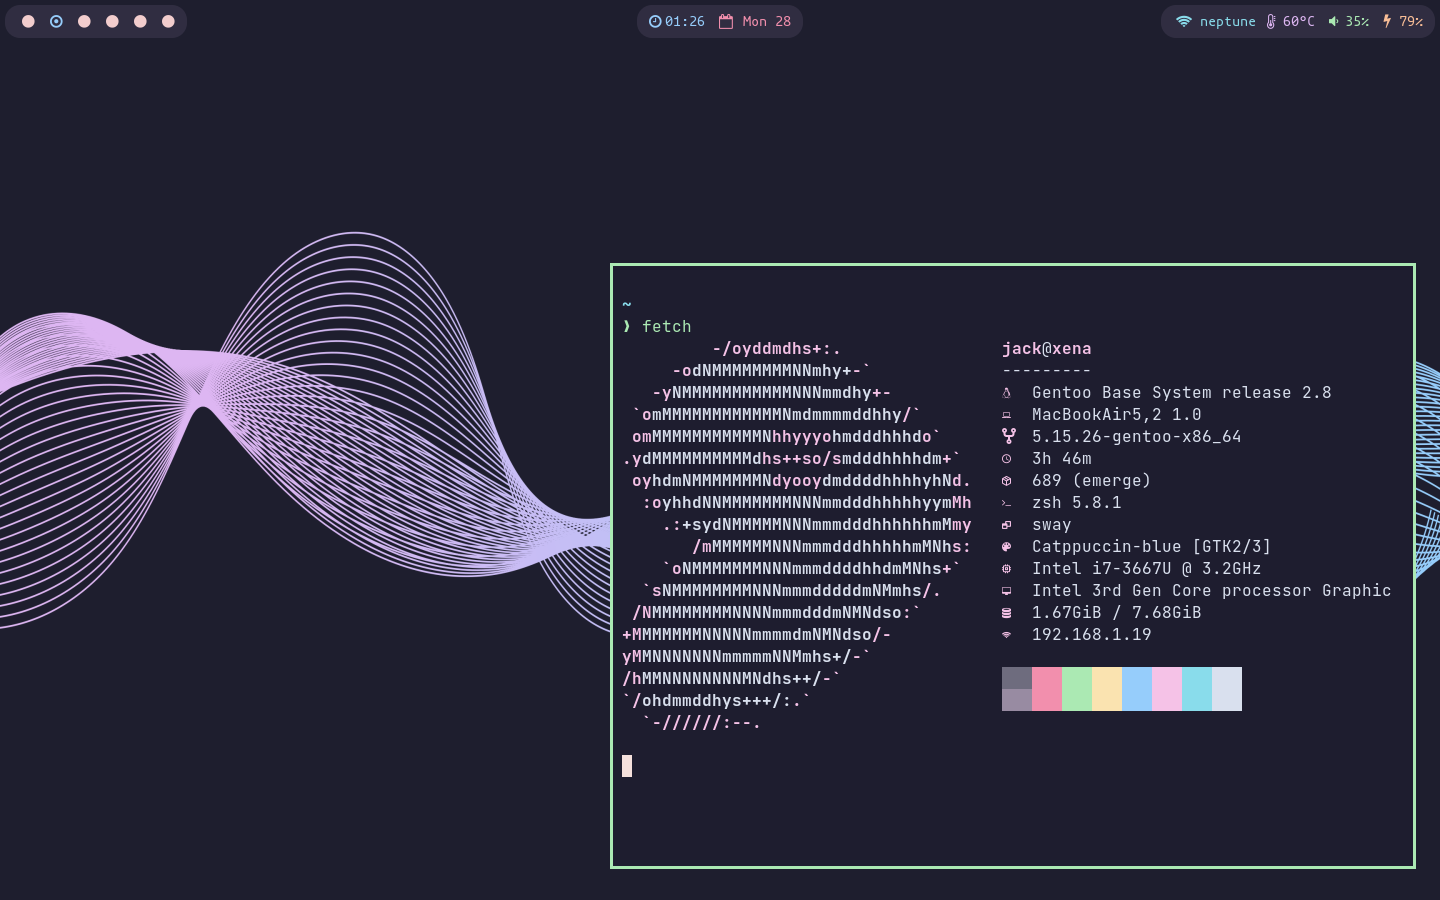 01:26 Mon 28 neptune 60°C 35% 79%
~
❱ fetch
-/oyddmdhs+:. jack@xena
-odNMMMMMMMMNNmhy+-` ---------
-yNMMMMMMMMMMMNNNmmdhy+- Gentoo Base System release 2.8
`omMMMMMMMMMMMMNmdmmmmddhhy/` MacBookAir5,2 1.0
omMMMMMMMMMMMNhhyyyohmdddhhhdo` 5.15.26-gentoo-x86_64
.ydMMMMMMMMMMdhs++so/smdddhhhhdm+` 3h 46m
oyhdmNMMMMMMMNdyooydmddddhhhhyhNd. 689 (emerge)
:oyhhdNNMMMMMMMNNNmmdddhhhhhyymMh zsh 5.8.1
.:+sydNMMMMMNNNmmmdddhhhhhhmMmy sway
/mMMMMMMNNNmmmdddhhhhhmMNhs: Catppuccin-blue [GTK2/3]
`oNMMMMMMMNNNmmmddddhhdmMNhs+` Intel i7-3667U @ 3.2GHz
`sNMMMMMMMMNNNmmmdddddmNMmhs/. Intel 3rd Gen Core processor Graphic
/NMMMMMMMMNNNNmmmdddmNMNdso:` 1.67GiB / 7.68GiB
+MMMMMMMNNNNNmmmmdmNMNdso/- 192.168.1.19
yMMNNNNNNNmmmmmNNMmhs+/-`
/hMMNNNNNNNNMNdhs++/-`
`/ohdmmddhys+++/:.`
`-//////:--.